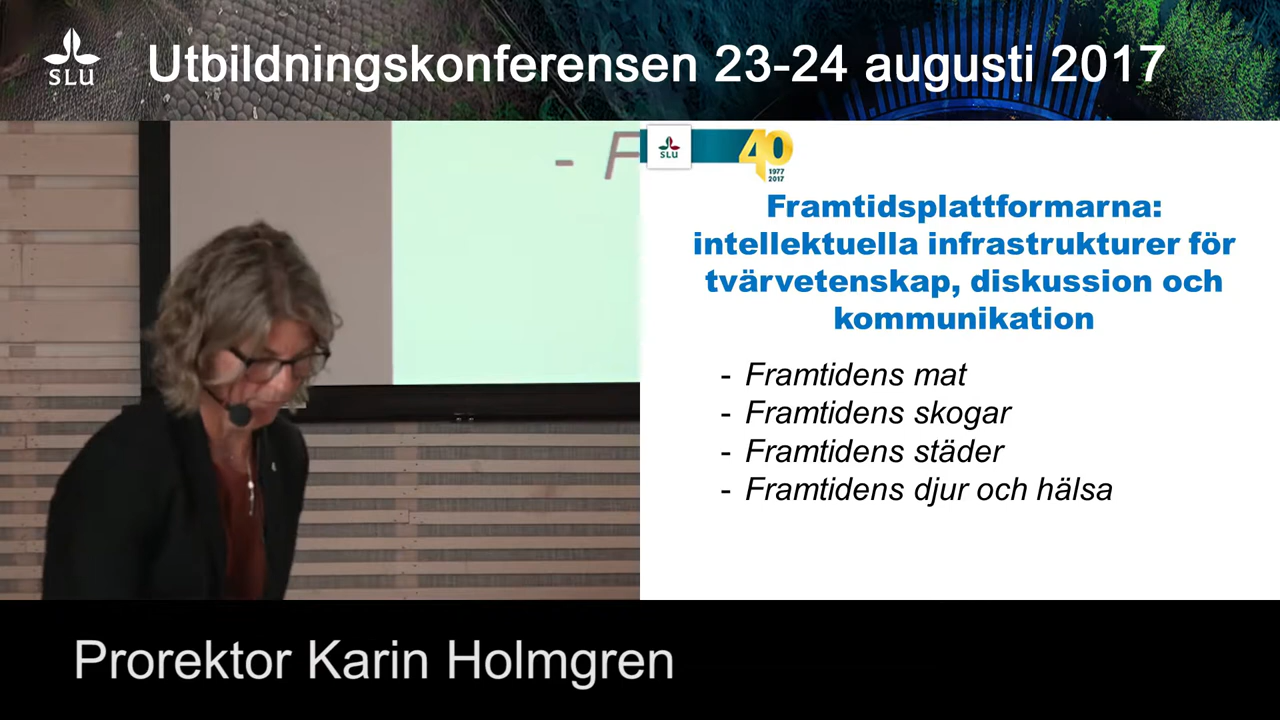 SLU
Utbildningskonferensen 23-24 augusti 2017
- F
SLU
40
1977
2017
Framtidsplattformarna:
intellektuella infrastrukturer för
tvärvetenskap, diskussion och
kommunikation
- Framtidens mat
- Framtidens skogar
- Framtidens städer
- Framtidens djur och hälsa
Prorektor Karin Holmgren